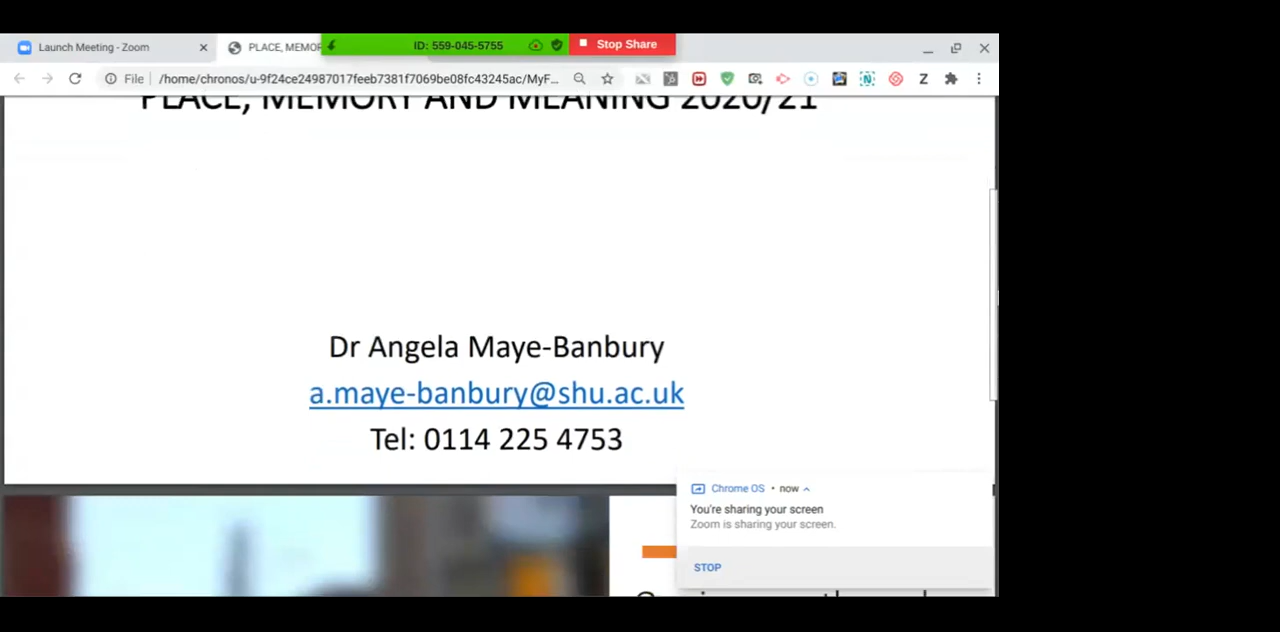 Launch Meeting - Zoom
PLACE, MEMOR
ID: 559-045-5755
Stop Share
File
/home/chronos/u-9f24ce24987017feeb7381f7069be08fc43245ac/MyF...
Z
PLACE, MEMORY AND MEANING 2020/21
Dr Angela Maye-Banbury
a.maye-banbury@shu.ac.uk
Tel: 0114 225 4753
Chrome OS • now
You're sharing your screen
Zoom is sharing your screen.
STOP